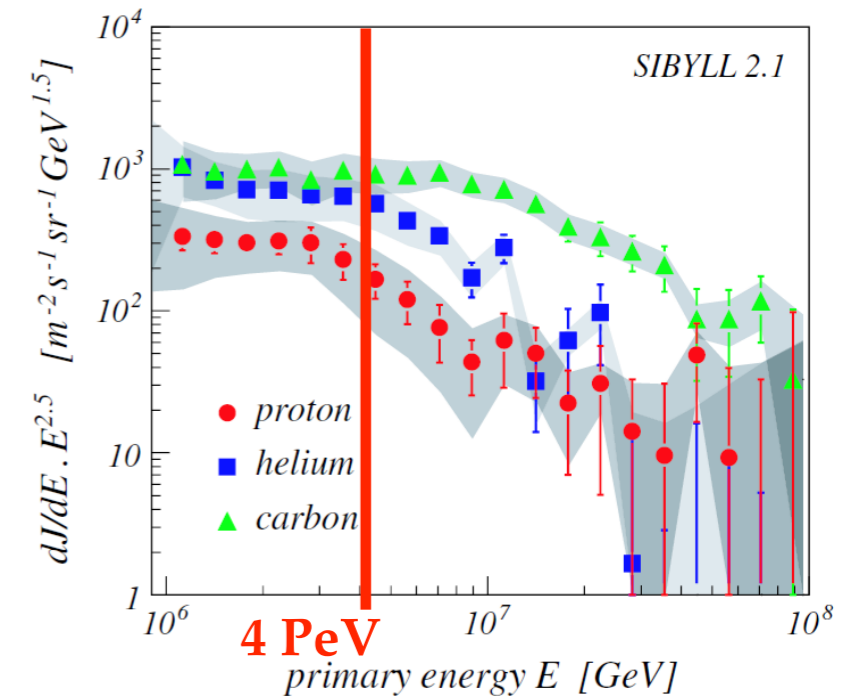 10^4
SIBYLL 2.1
10^3
10^2
10
1
dJ/dE . E^2.5 [m^-2 s^-1 sr^-1 GeV^1.5]
proton
helium
carbon
10^6
10^7
10^8
4 PeV
primary energy E [GeV]